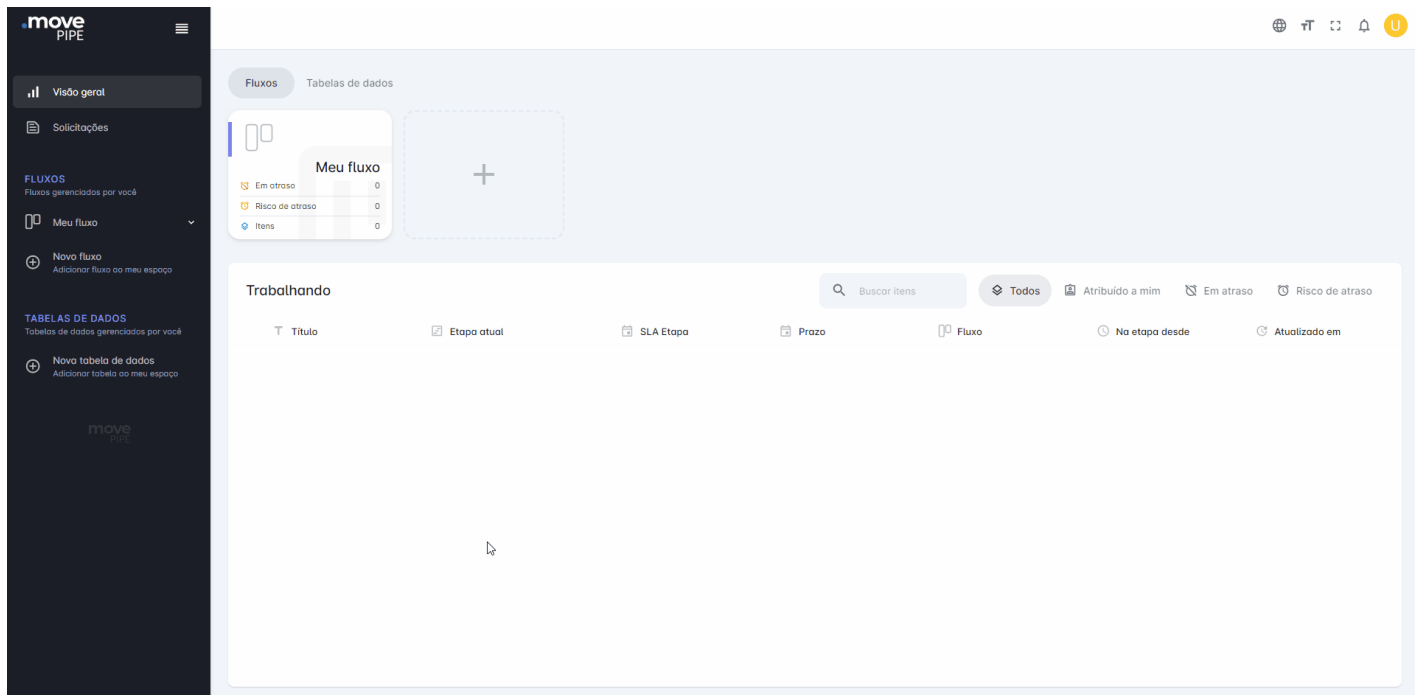 .move
PIPE
U
Visão geral
Solicitações
FLUXOS
Fluxos gerenciados por você
Meu fluxo
Novo fluxo
Adicionar fluxo ao meu espaço
TABELAS DE DADOS
Tabelas de dados gerenciados por você
Nova tabela de dados
Adicionar tabela ao meu espaço
move
PIPE
Fluxos Tabelas de dados
Meu fluxo
Em atraso 0
Risco de atraso 0
Itens 0
Trabalhando Buscar itens Todos Atribuído a mim Em atraso Risco de atraso
Título Etapa atual SLA Etapa Prazo Fluxo Na etapa desde Atualizado em